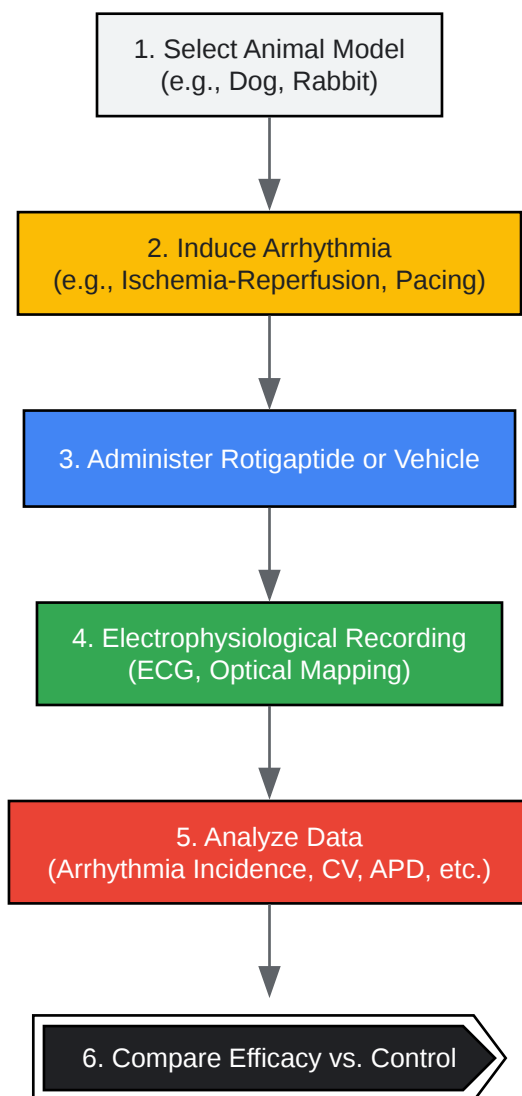 1. Select Animal Model
(e.g., Dog, Rabbit)
2. Induce Arrhythmia
(e.g., Ischemia-Reperfusion, Pacing)
3. Administer Rotigaptide or Vehicle
4. Electrophysiological Recording
(ECG, Optical Mapping)
5. Analyze Data
(Arrhythmia Incidence, CV, APD, etc.)
6. Compare Efficacy vs. Control